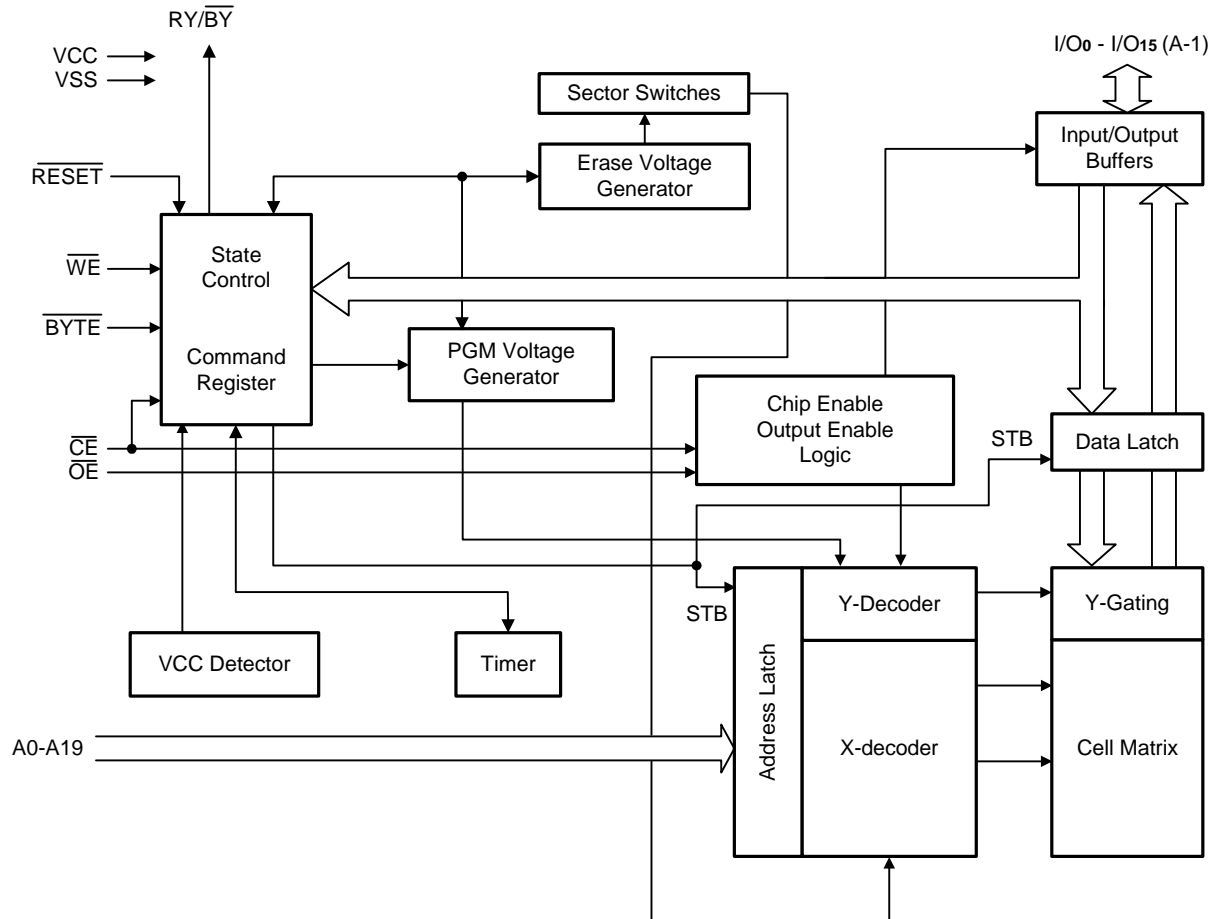 RY/BY
VCC
VSS
I/O0 - I/O15 (A-1)
Sector Switches
Input/Output
Buffers
Erase Voltage
Generator
RESET
State
Control
WE
BYTE
Command
Register
PGM Voltage
Generator
Chip Enable
Output Enable
Logic
CE
OE
STB
Data Latch
STB
Address Latch
Y-Decoder
Y-Gating
VCC Detector
Timer
A0-A19
X-decoder
Cell Matrix